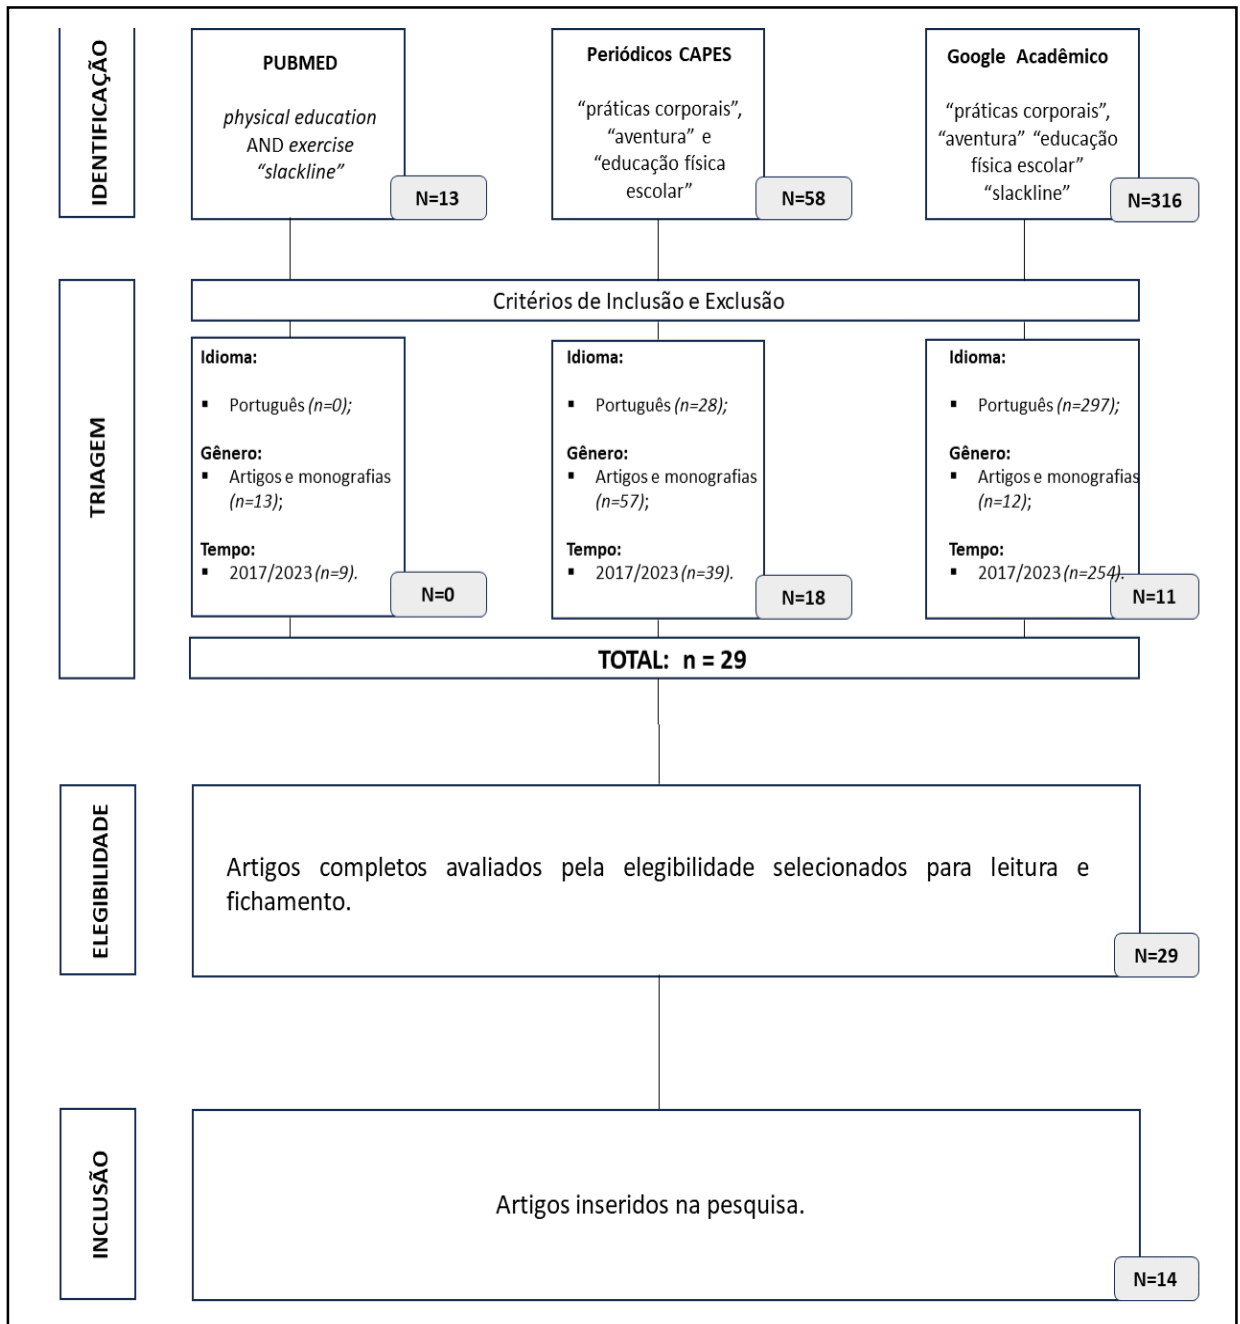 IDENTIFICAÇÃO
PUBMED
physical education
AND exercise
“slackline”
N=13
Periódicos CAPES
“práticas corporais”,
“aventura” e
“educação física
escolar”
N=58
Google Acadêmico
“práticas corporais”,
“aventura” “educação
física escolar”
“slackline”
N=316
TRIAGEM
Critérios de Inclusão e Exclusão
Idioma:
▪ Português (n=0);
Gênero:
▪ Artigos e monografias
(n=13);
Tempo:
▪ 2017/2023 (n=9).
N=0
Idioma:
▪ Português (n=28);
Gênero:
▪ Artigos e monografias
(n=57);
Tempo:
▪ 2017/2023 (n=39).
N=18
Idioma:
▪ Português (n=297);
Gênero:
▪ Artigos e monografias
(n=12);
Tempo:
▪ 2017/2023 (n=254).
N=11
TOTAL: n = 29
ELEGIBILIDADE
Artigos completos avaliados pela elegibilidade selecionados para leitura e
fichamento.
N=29
INCLUSÃO
Artigos inseridos na pesquisa.
N=14